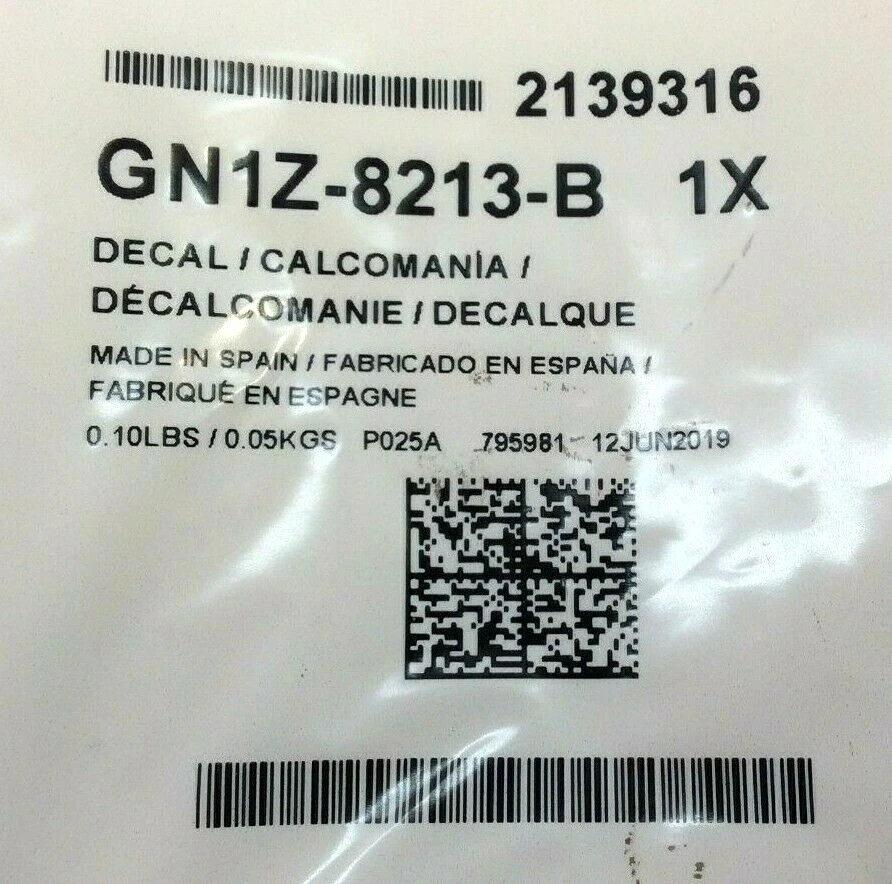 2139316
GN1Z-8213-B 1X
DECAL / CALCOMANÌA /
DÉCALCOMANIE / DECALQUE
MADE IN SPAIN / FABRICADO EN ESPAÑA /
FABRIQUÉ EN ESPAGNE
0.10LBS / 0.05KGS P025A 795981 12JUN2019